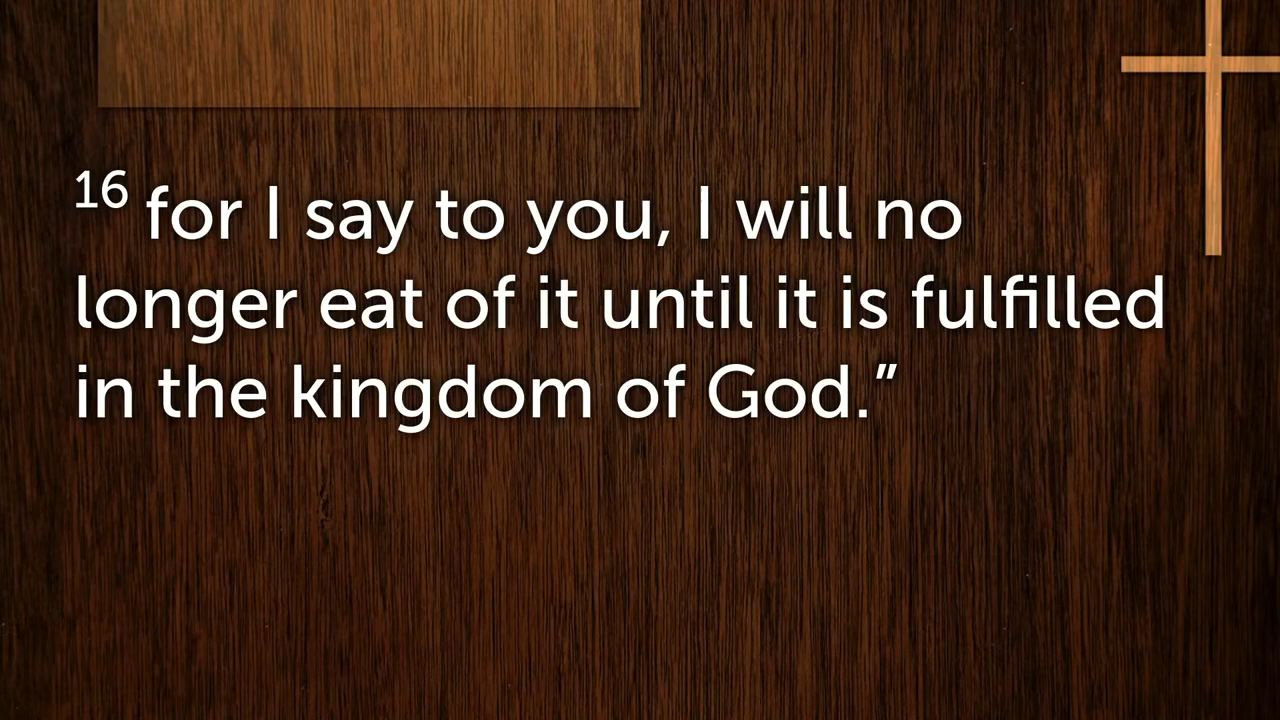 16 for I say to you, I will no
longer eat of it until it is fulfilled
in the kingdom of God.”